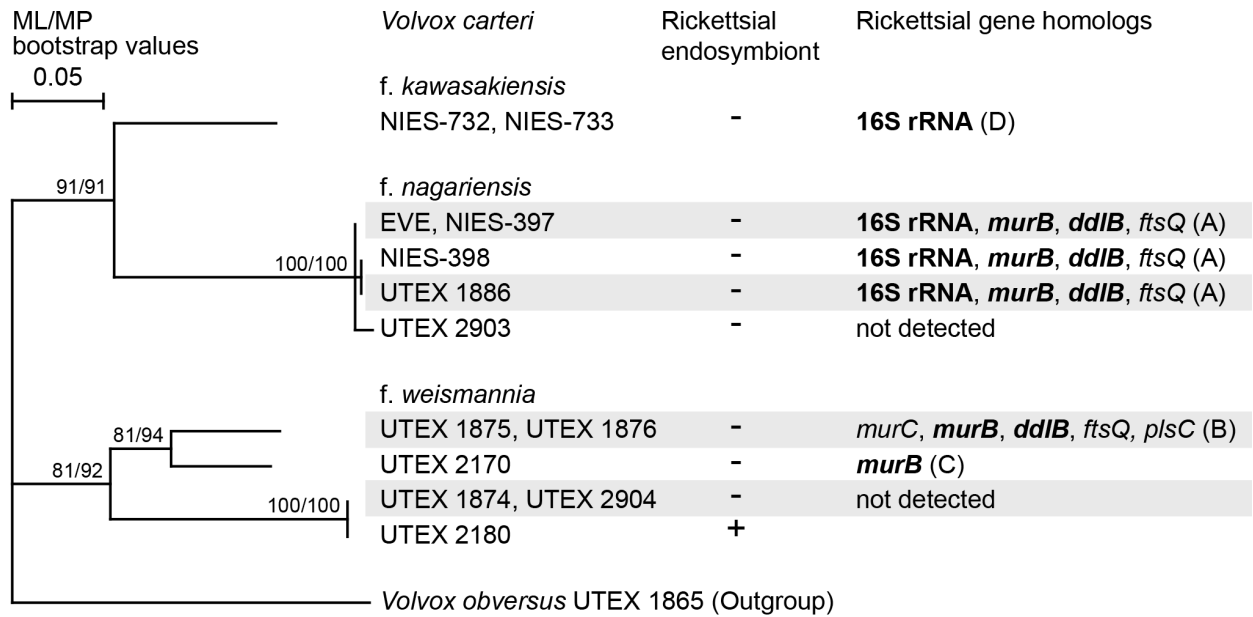 ML/MP
bootstrap values
0.05
Volvox carteri
Rickettsial
endosymbiont
Rickettsial gene homologs
f. kawasakiensis
NIES-732, NIES-733 - 16S rRNA (D)
91/91
f. nagariensis
EVE, NIES-397 - 16S rRNA, murB, ddlB, ftsQ (A)
100/100
NIES-398 - 16S rRNA, murB, ddlB, ftsQ (A)
UTEX 1886 - 16S rRNA, murB, ddlB, ftsQ (A)
UTEX 2903 - not detected
f. weismannia
81/94
UTEX 1875, UTEX 1876 - murC, murB, ddlB, ftsQ, plsC (B)
81/92
UTEX 2170 - murB (C)
100/100
UTEX 1874, UTEX 2904 - not detected
UTEX 2180 +
Volvox obversus UTEX 1865 (Outgroup)